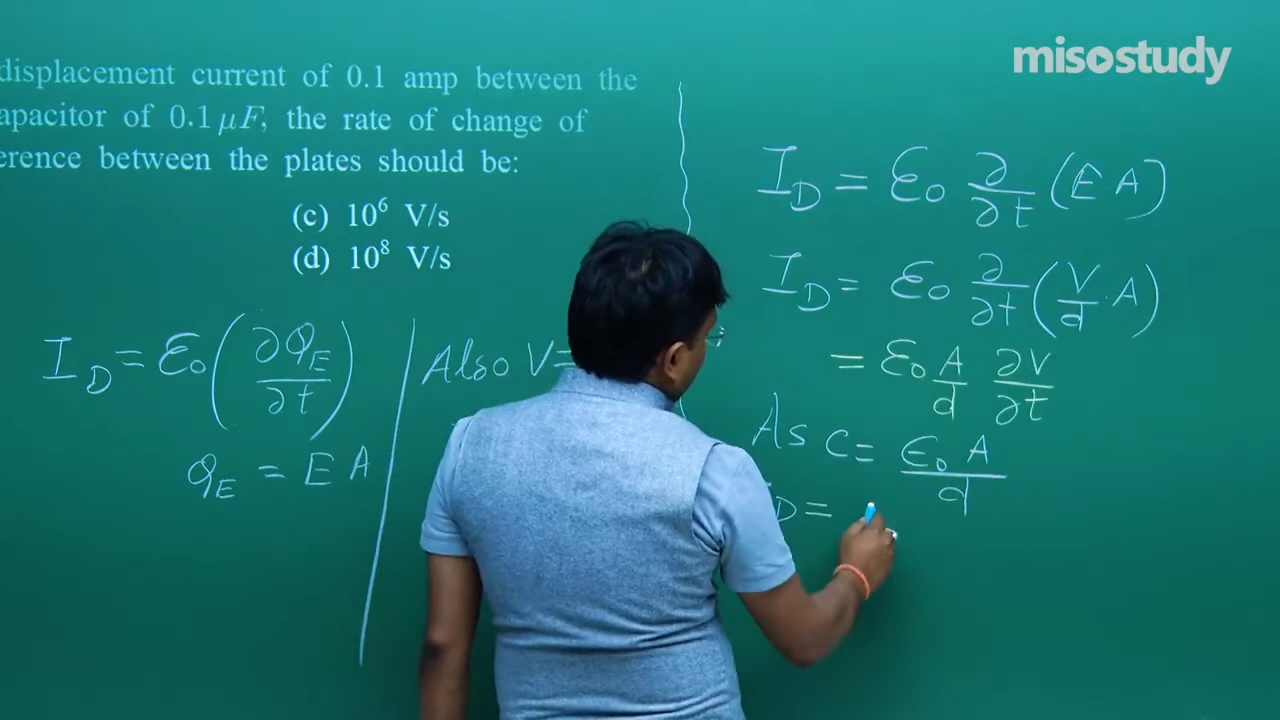 misostudy
displacement current of 0.1 amp between the
apacitor of 0.1 μF, the rate of change of
erence between the plates should be:
(c) 10⁶ V/s
(d) 10⁸ V/s
I_D = ε₀ (∂φ_E/∂t)
φ_E = E A
Also V=
I_D = ε₀ ∂/∂t (E A)
I_D = ε₀ ∂/∂t (V/d · A)
= ε₀ A/d ∂V/∂t
As C = ε₀ A/d
D =